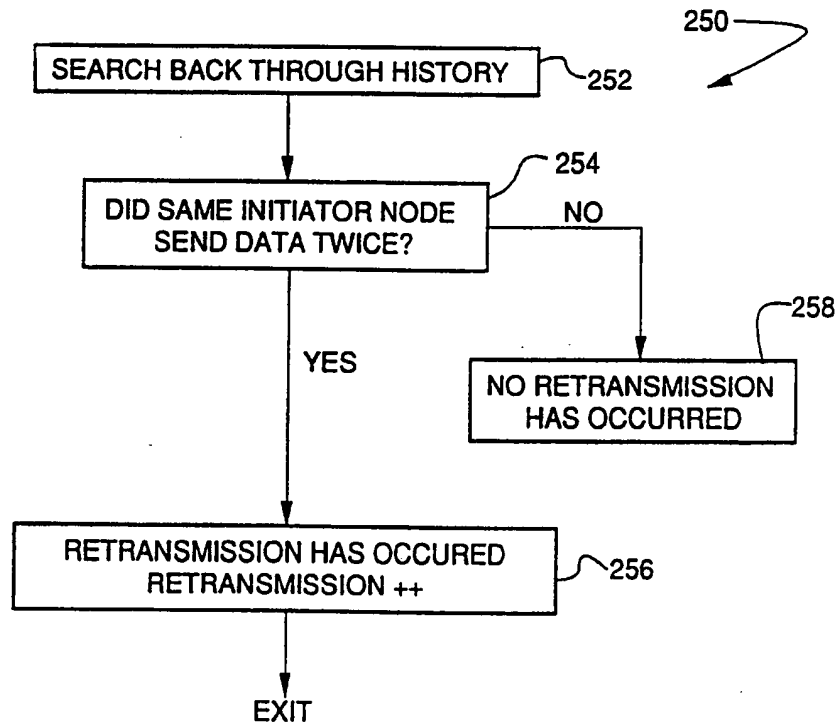 250
SEARCH BACK THROUGH HISTORY
252
254
DID SAME INITIATOR NODE
SEND DATA TWICE?
NO
258
YES
NO RETRANSMISSION
HAS OCCURRED
RETRANSMISSION HAS OCCURED
RETRANSMISSION ++
256
EXIT